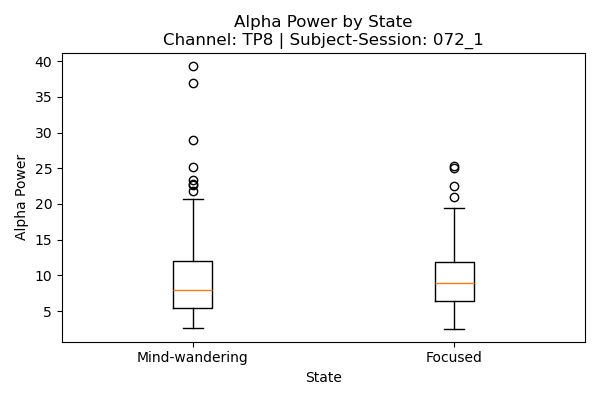 Alpha Power by State
Channel: TP8 | Subject-Session: 072_1
Alpha Power
40
35
30
25
20
15
10
5
Mind-wandering
Focused
State